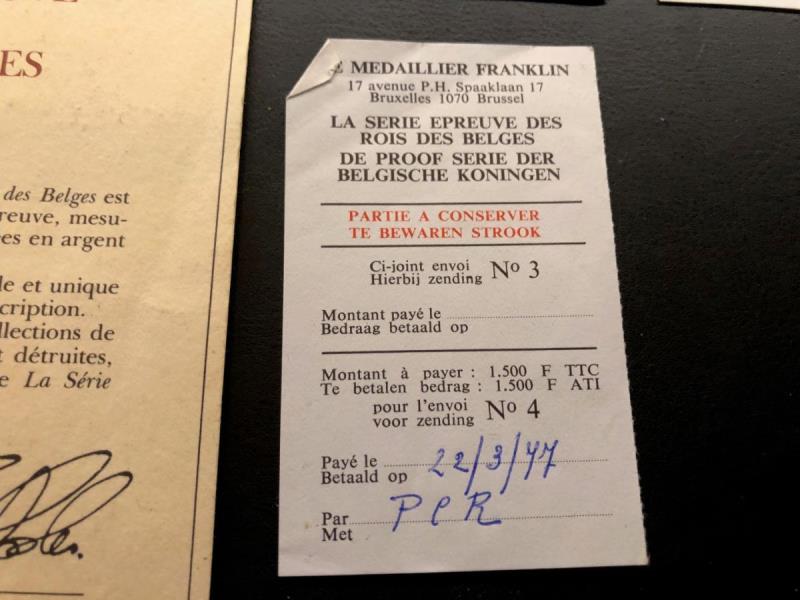 ES
des Belges est
reuve, mesu-
es en argent
le et unique
cription.
llections de
t détruites,
e La Série
E MEDAILLIER FRANKLIN
17 avenue P.H. Spaaklaan 17
Bruxelles 1070 Brussel
LA SERIE EPREUVE DES
ROIS DES BELGES
DE PROOF SERIE DER
BELGISCHE KONINGEN
PARTIE A CONSERVER
TE BEWAREN STROOK
Ci-joint envoi
Hierbij zending No 3
Montant payé le
Bedraag betaald op
Montant à payer : 1.500 F TTC
Te betalen bedrag : 1.500 F ATI
pour l'envoi
voor zending No 4
Payé le 22/3/77
Betaald op
Par PCR
Met